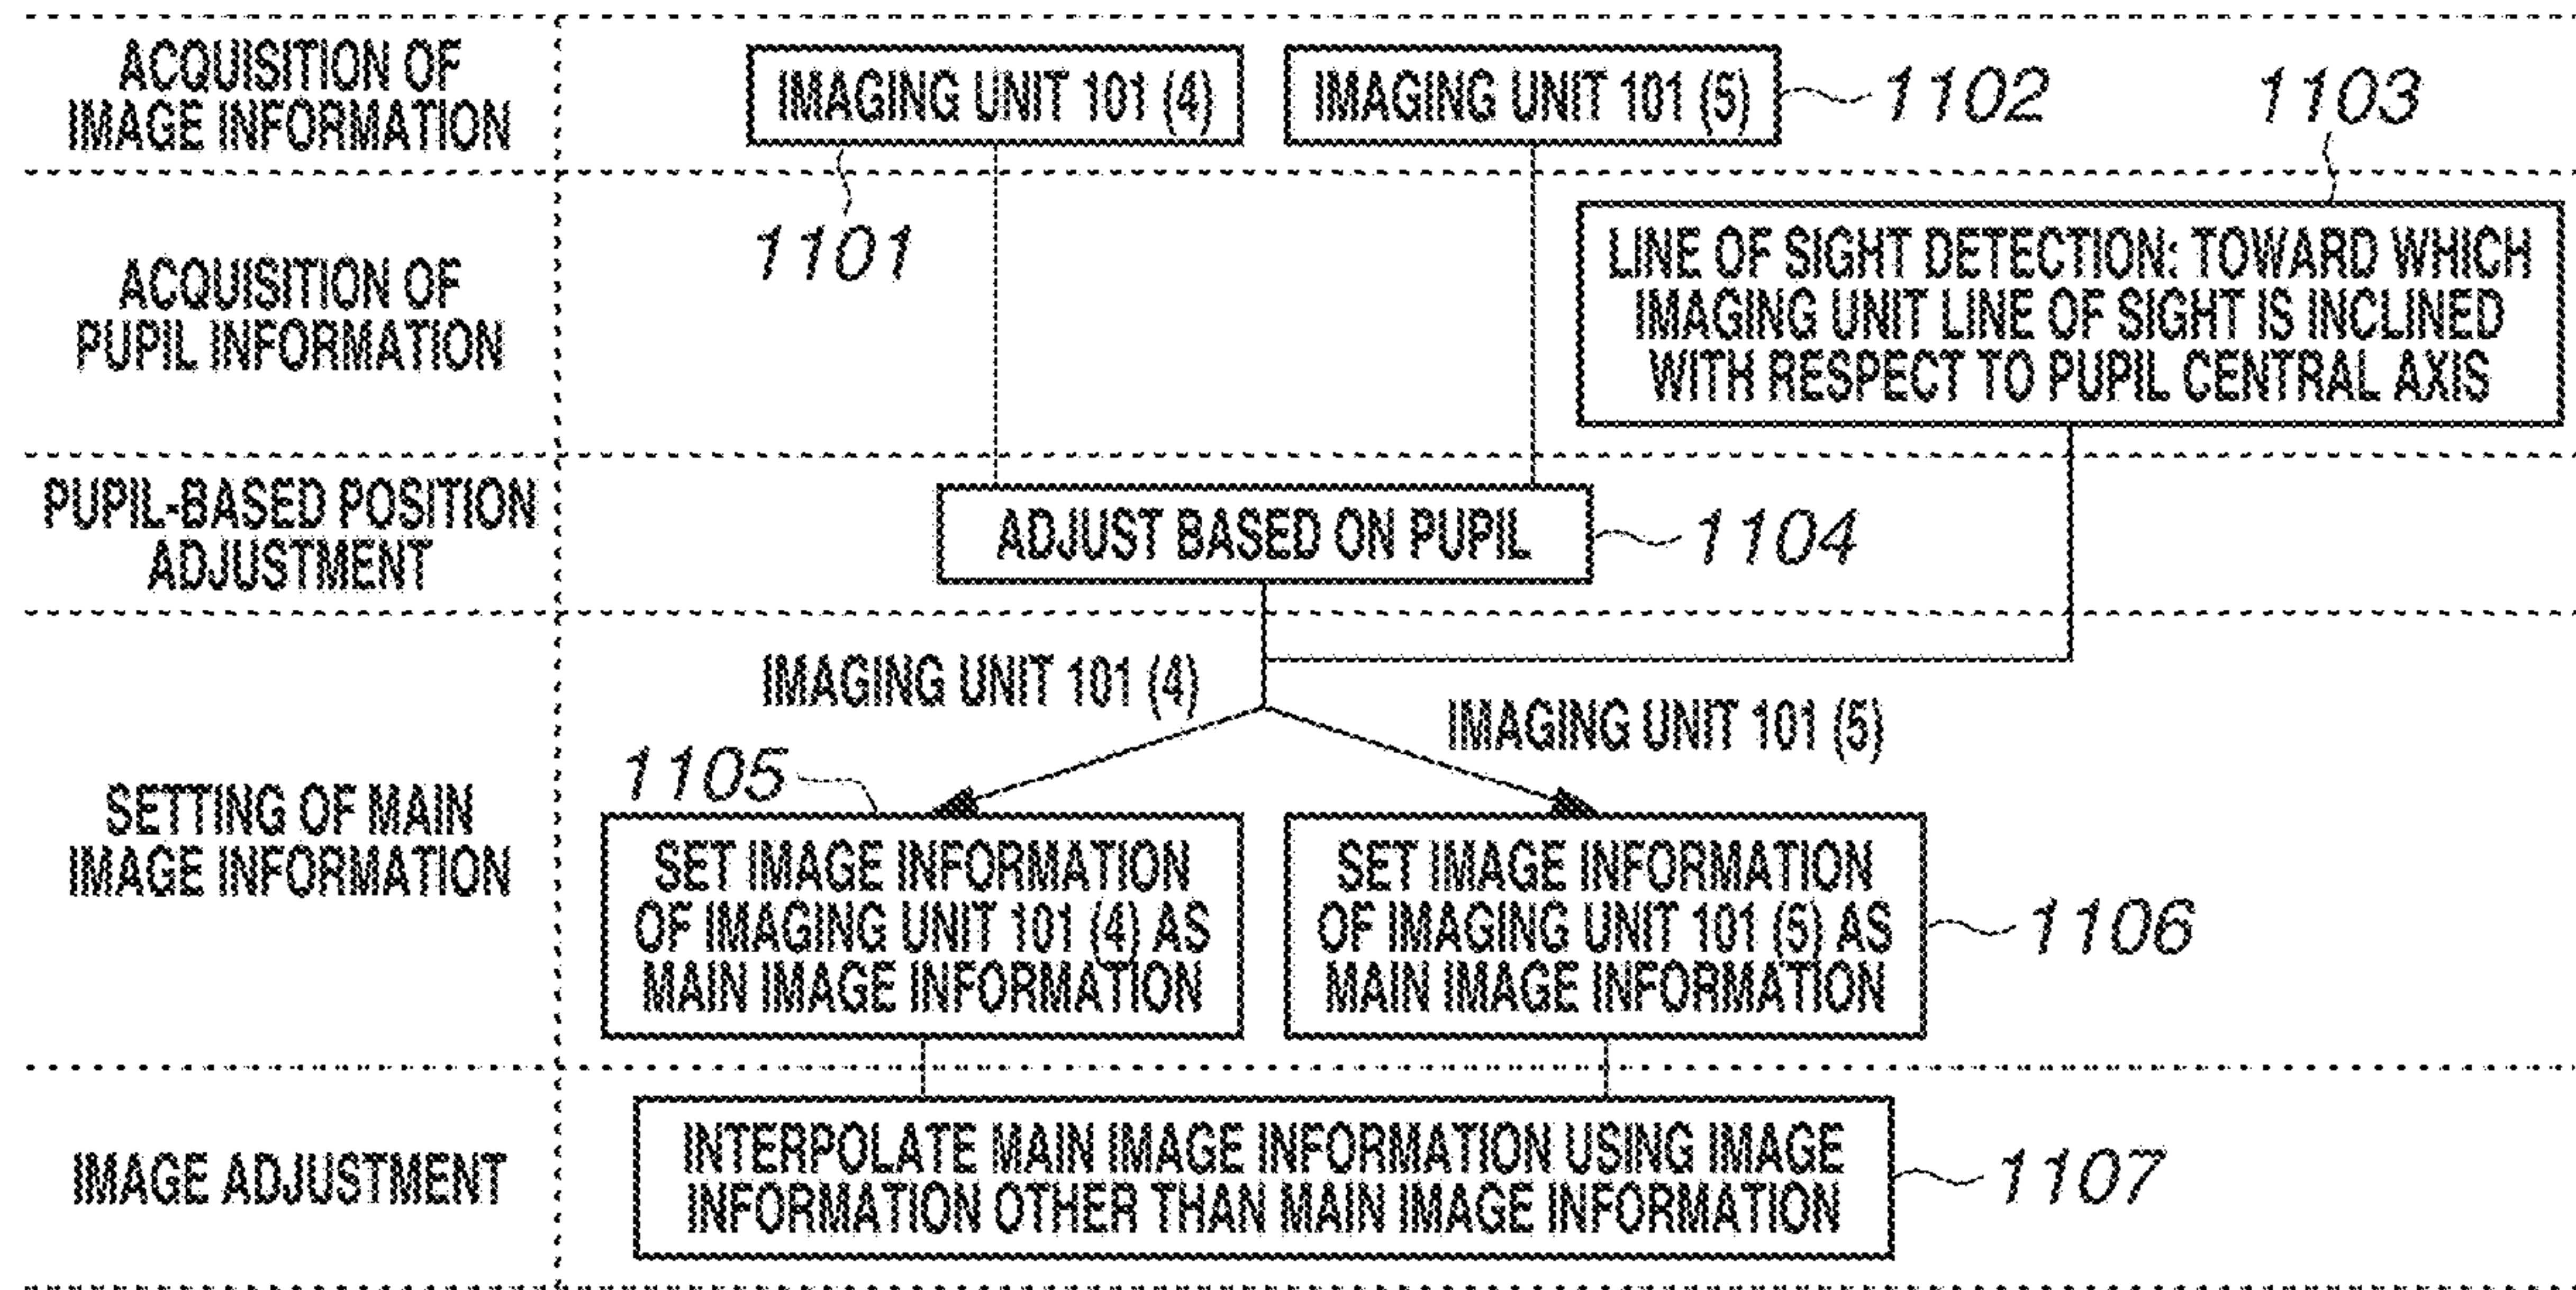 ACQUISITION OF
IMAGE INFORMATION
IMAGING UNIT 101 (4)
IMAGING UNIT 101 (5)
1102
1103
1101
ACQUISITION OF
PUPIL INFORMATION
LINE OF SIGHT DETECTION: TOWARD WHICH
IMAGING UNIT LINE OF SIGHT IS INCLINED
WITH RESPECT TO PUPIL CENTRAL AXIS
PUPIL-BASED POSITION
ADJUSTMENT
ADJUST BASED ON PUPIL
1104
SETTING OF MAIN
IMAGE INFORMATION
IMAGING UNIT 101 (4)
IMAGING UNIT 101 (5)
1105
SET IMAGE INFORMATION
OF IMAGING UNIT 101 (4) AS
MAIN IMAGE INFORMATION
SET IMAGE INFORMATION
OF IMAGING UNIT 101 (5) AS
MAIN IMAGE INFORMATION
1106
IMAGE ADJUSTMENT
INTERPOLATE MAIN IMAGE INFORMATION USING IMAGE
INFORMATION OTHER THAN MAIN IMAGE INFORMATION
1107